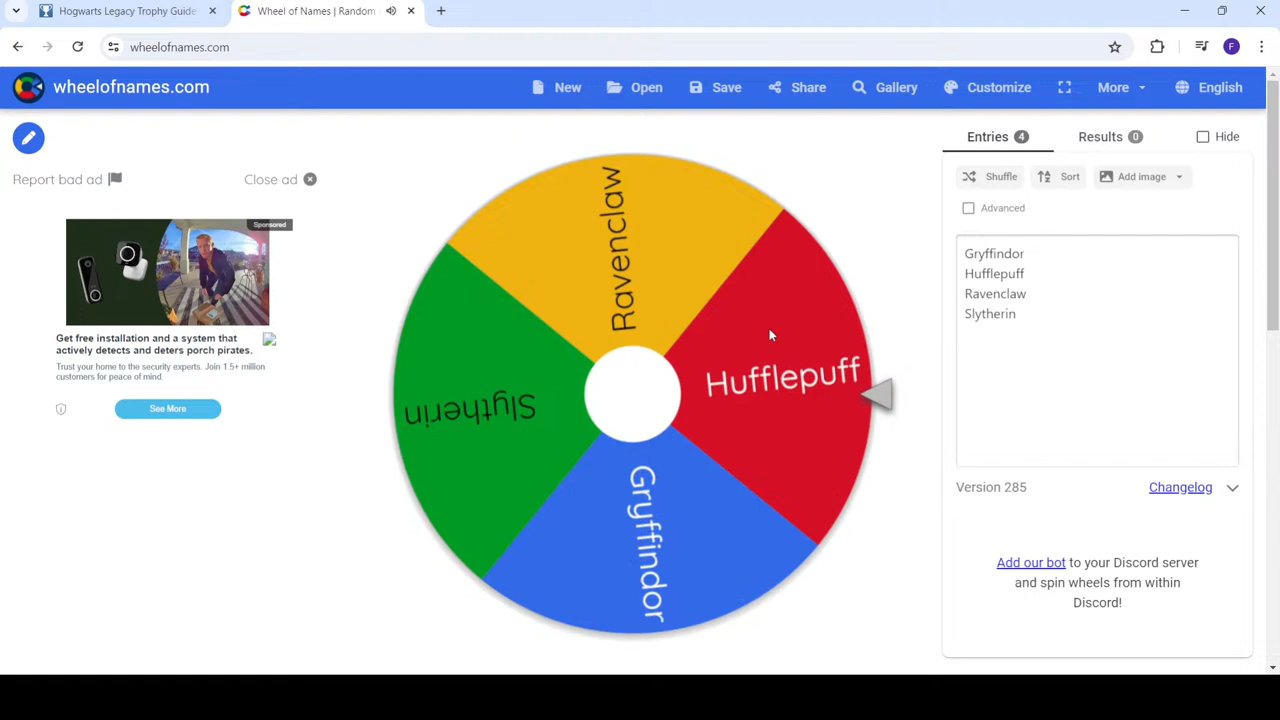 Hogwarts Legacy Trophy Guide
Wheel of Names | Random
wheelofnames.com
F
wheelofnames.com
New
Open
Save
Share
Gallery
Customize
More
English
Report bad ad
Close ad
Sponsored
Get free installation and a system that
actively detects and deters porch pirates.
Trust your home to the security experts. Join 1.5+ million
customers for peace of mind.
See More
Ravenclaw
Hufflepuff
Slytherin
Gryffindor
Entries 4
Results 0
Hide
Shuffle
Sort
Add image
Advanced
Gryffindor
Hufflepuff
Ravenclaw
Slytherin
Version 285
Changelog
Add our bot to your Discord server
and spin wheels from within
Discord!